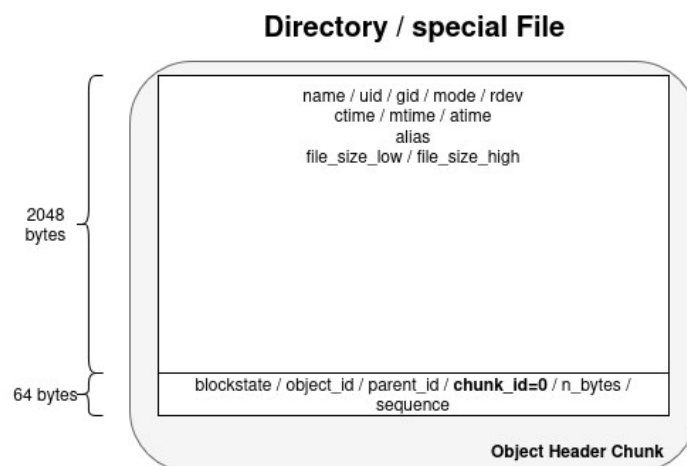 Directory / special File
name / uid / gid / mode / rdev
ctime / mtime / atime
alias
file_size_low / file_size_high
2048
bytes
blockstate / object_id / parent_id / chunk_id=0 / n_bytes /
sequence
64 bytes
Object Header Chunk